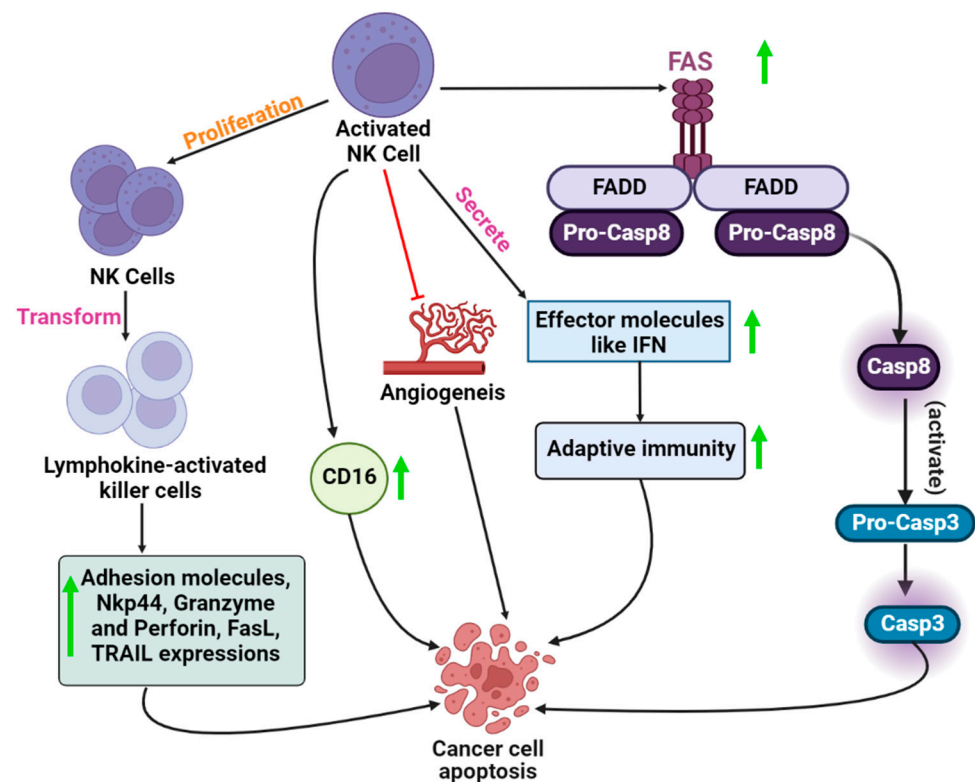 FAS
Activated
NK Cell
Proliferation
FADD
FADD
Pro-Casp8
Pro-Casp8
Secrete
NK Cells
Transform
Effector molecules
like IFN
Casp8
Angiogeneis
(activate)
Adaptive immunity
Lymphokine-activated
killer cells
CD16
Pro-Casp3
Adhesion molecules,
Nkp44, Granzyme
and Perforin, FasL,
TRAIL expressions
Casp3
Cancer cell
apoptosis